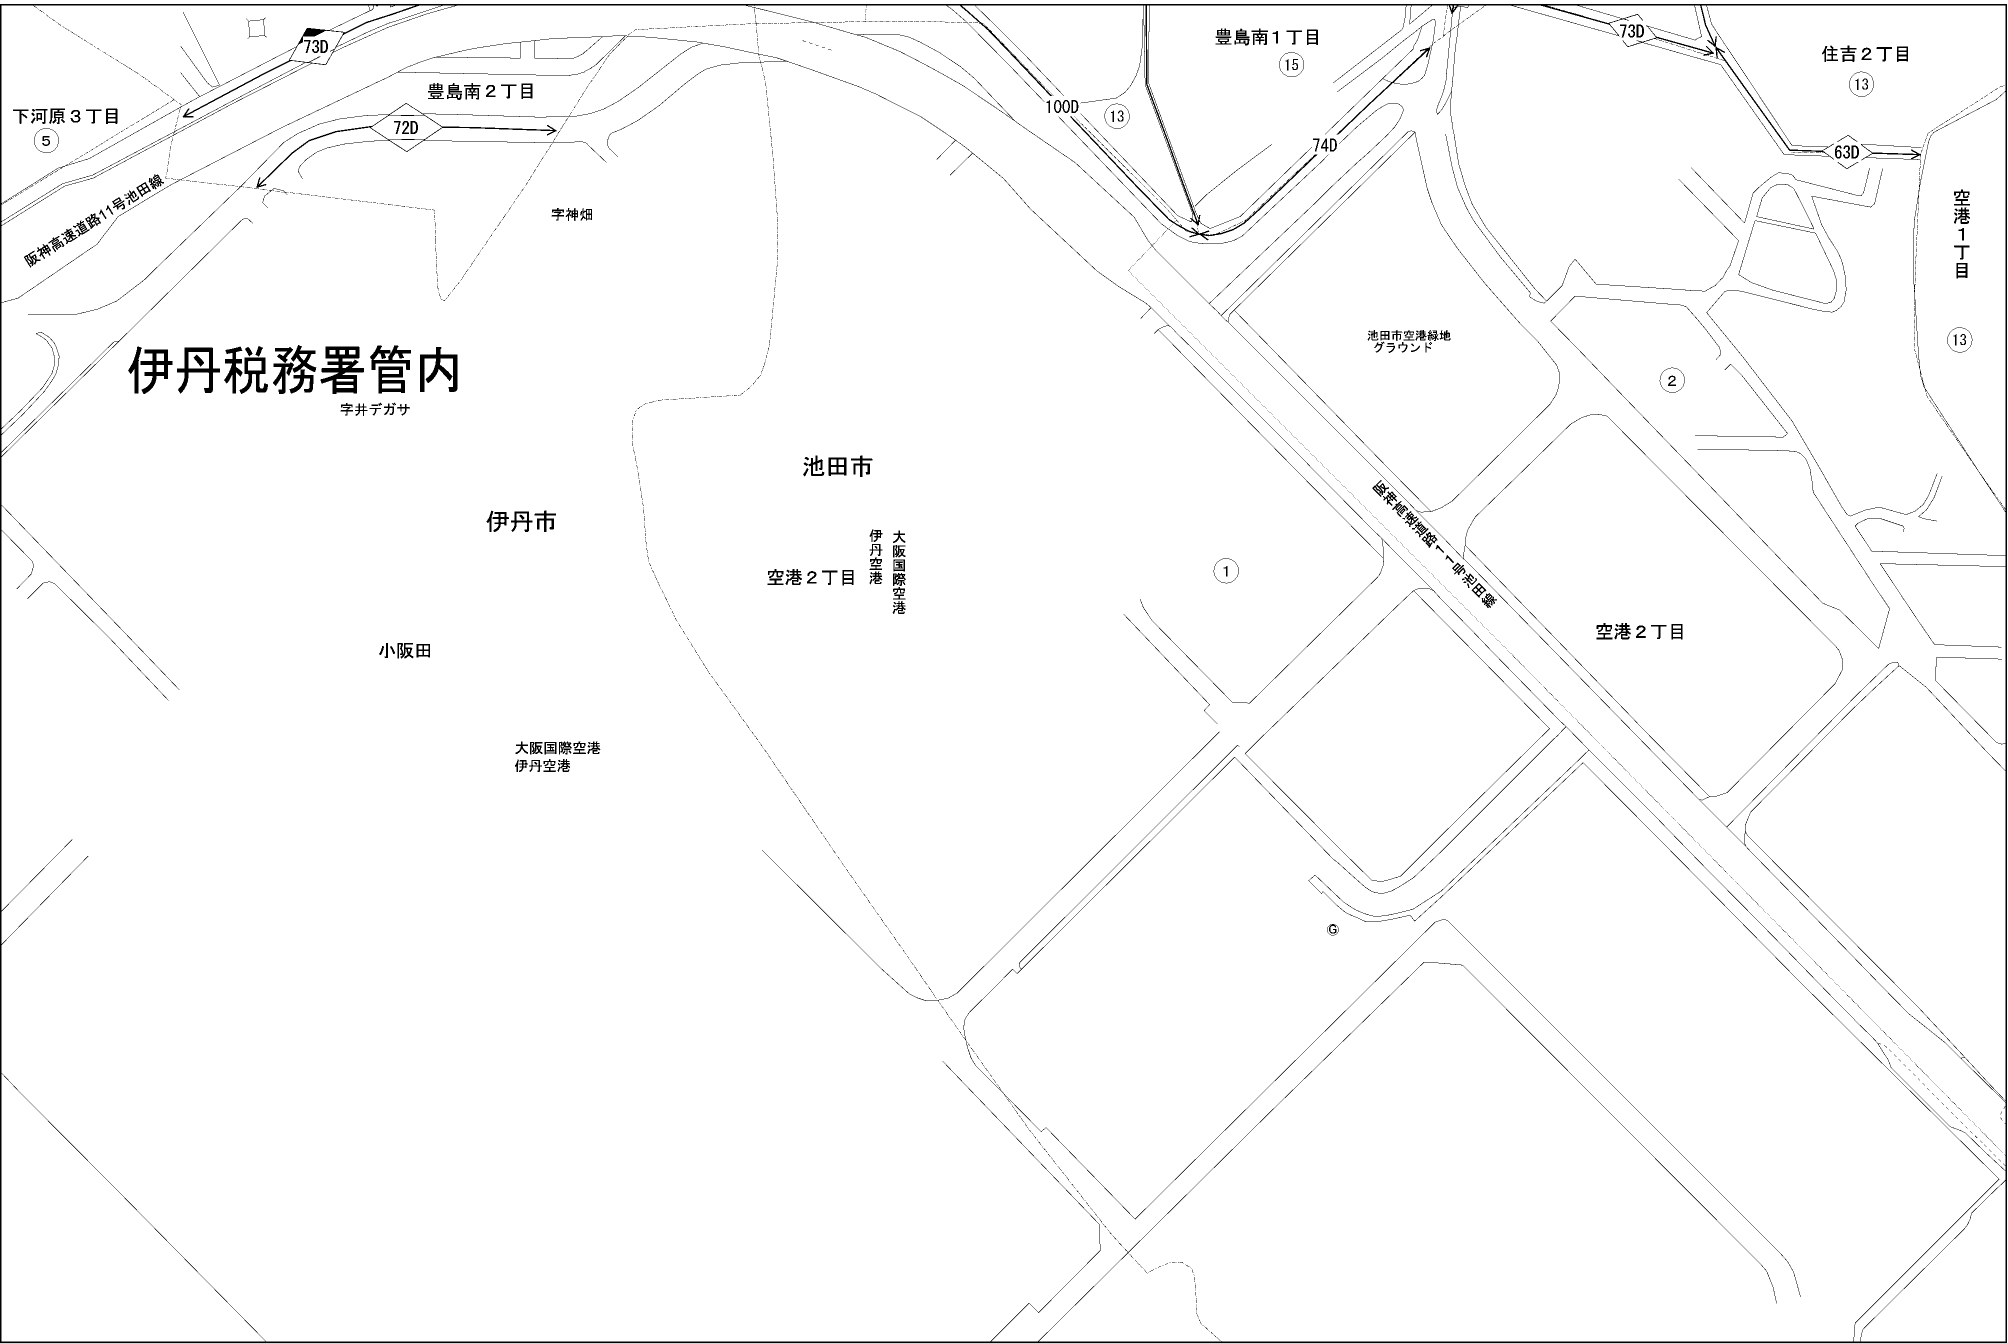 73D
豊島南1丁目
15
73D
住吉2丁目
13
下河原3丁目
5
豊島南2丁目
72D
100D
13
74D
63D
阪神高速道路11号池田線
字神畑
空港1丁目
13
伊丹税務署管内
字井デガサ
池田市空港緑地
グラウンド
2
池田市
伊丹市
阪神高速道路11号池田線
大阪国際空港
伊丹空港
空港2丁目
1
空港2丁目
小阪田
大阪国際空港
伊丹空港
G